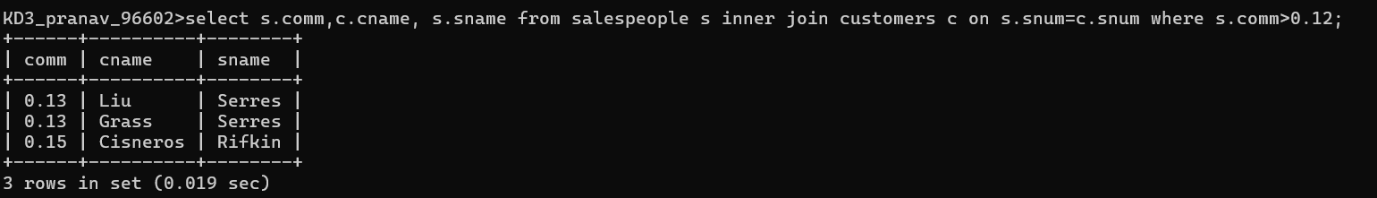 KD3_pranav_96602>select s.comm,c.cname, s.sname from salespeople s inner join customers c on s.snum=c.snum where s.comm>0.12;
+------+----------+--------+
| comm | cname    | sname  |
+------+----------+--------+
| 0.13 | Liu      | Serres |
| 0.13 | Grass    | Serres |
| 0.15 | Cisneros | Rifkin |
+------+----------+--------+
3 rows in set (0.019 sec)